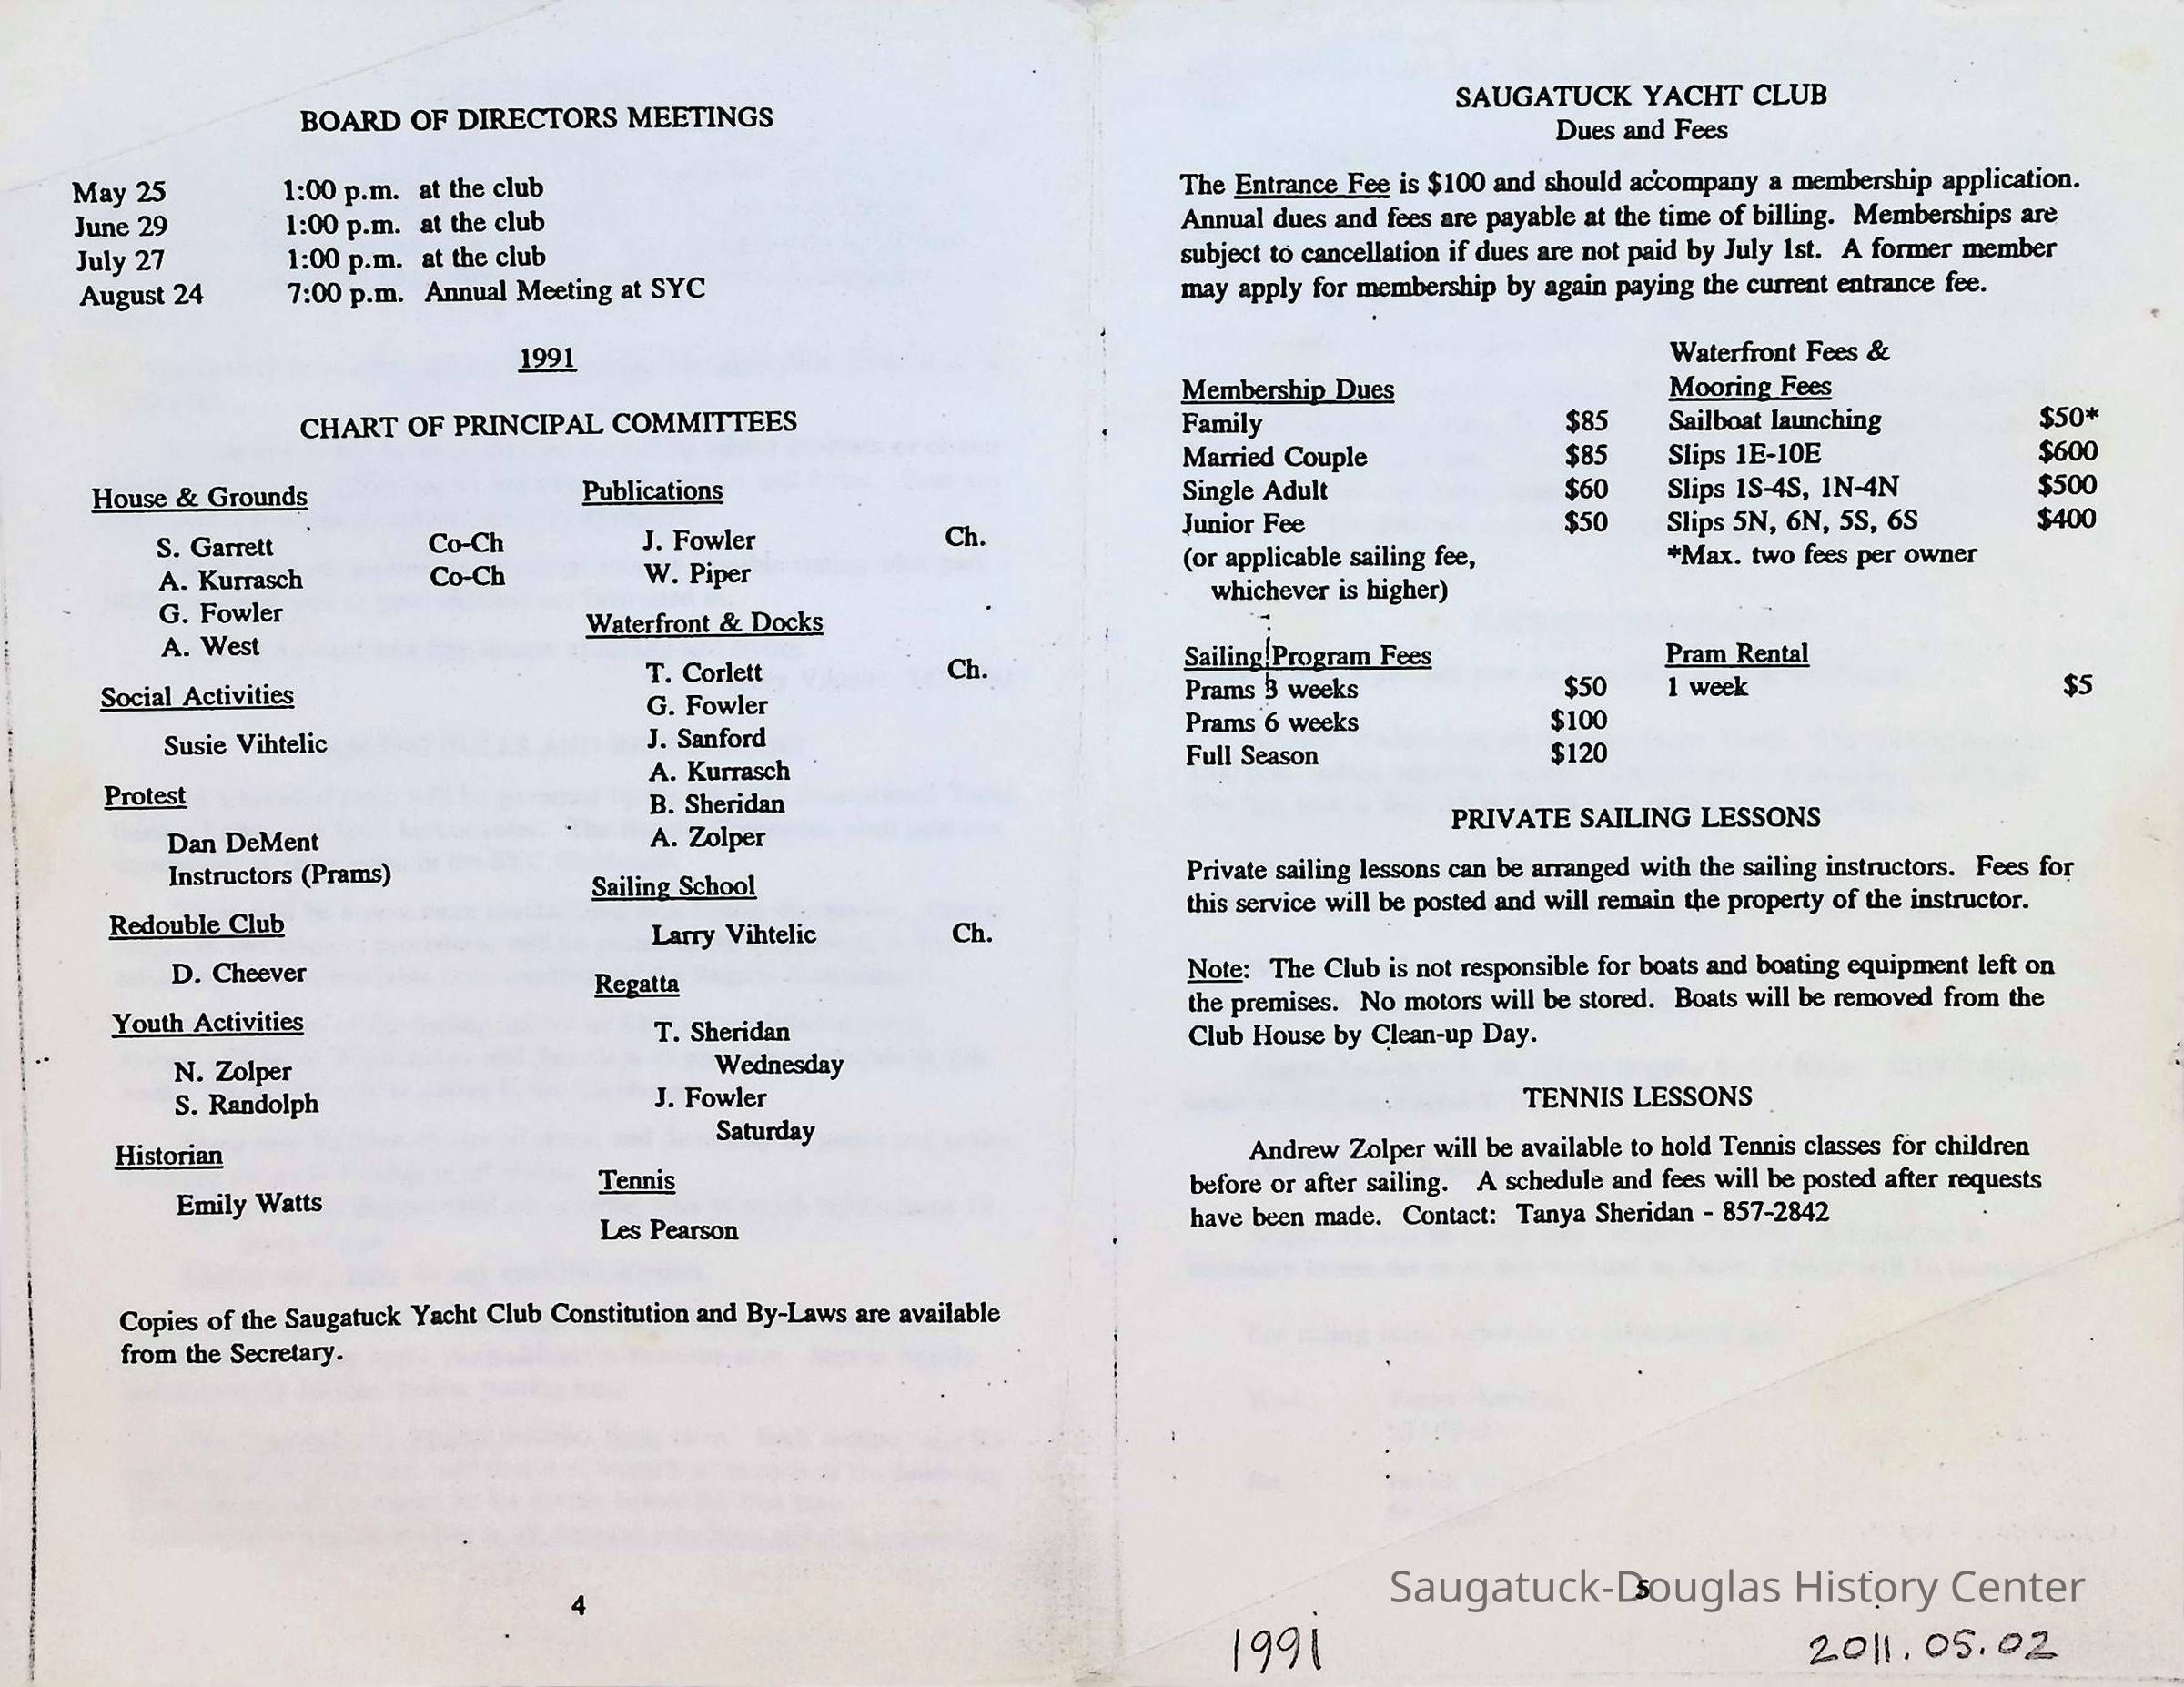 BOARD OF DIRECTORS MEETINGS
May 25 1:00 p.m. at the club
June 29 1:00 p.m. at the club
July 27 1:00 p.m. at the club
August 24 7:00 p.m. Annual Meeting at SYC
1991
CHART OF PRINCIPAL COMMITTEES
House & Grounds
S. Garrett Co-Ch
A. Kurrasch Co-Ch
G. Fowler
A. West
Social Activities
Susie Vihtelic
Protest
Dan DeMent
Instructors (Prams)
Redouble Club
D. Cheever
Youth Activities
N. Zolper
S. Randolph
Historian
Emily Watts
Publications
J. Fowler Ch.
W. Piper
Waterfront & Docks
T. Corlett Ch.
G. Fowler
J. Sanford
A. Kurrasch
B. Sheridan
A. Zolper
Sailing School
Larry Vihtelic Ch.
Regatta
T. Sheridan
Wednesday
J. Fowler
Saturday
Tennis
Les Pearson
Copies of the Saugatuck Yacht Club Constitution and By-Laws are available
from the Secretary.
4
SAUGATUCK YACHT CLUB
Dues and Fees
The Entrance Fee is $100 and should accompany a membership application.
Annual dues and fees are payable at the time of billing. Memberships are
subject to cancellation if dues are not paid by July 1st. A former member
may apply for membership by again paying the current entrance fee.
Membership Dues
Family $85
Married Couple $85
Single Adult $60
Junior Fee $50
(or applicable sailing fee,
whichever is higher)
Waterfront Fees &
Mooring Fees
Sailboat launching $50*
Slips 1E-10E $600
Slips 1S-4S, 1N-4N $500
Slips 5N, 6N, 5S, 6S $400
*Max. two fees per owner
Sailing Program Fees
Prams 3 weeks $50
Prams 6 weeks $100
Full Season $120
Pram Rental
1 week $5
PRIVATE SAILING LESSONS
Private sailing lessons can be arranged with the sailing instructors. Fees for
this service will be posted and will remain the property of the instructor.
Note: The Club is not responsible for boats and boating equipment left on
the premises. No motors will be stored. Boats will be removed from the
Club House by Clean-up Day.
TENNIS LESSONS
Andrew Zolper will be available to hold Tennis classes for children
before or after sailing. A schedule and fees will be posted after requests
have been made. Contact: Tanya Sheridan - 857-2842
5
Saugatuck-Douglas History Center
1991
2011.05.02